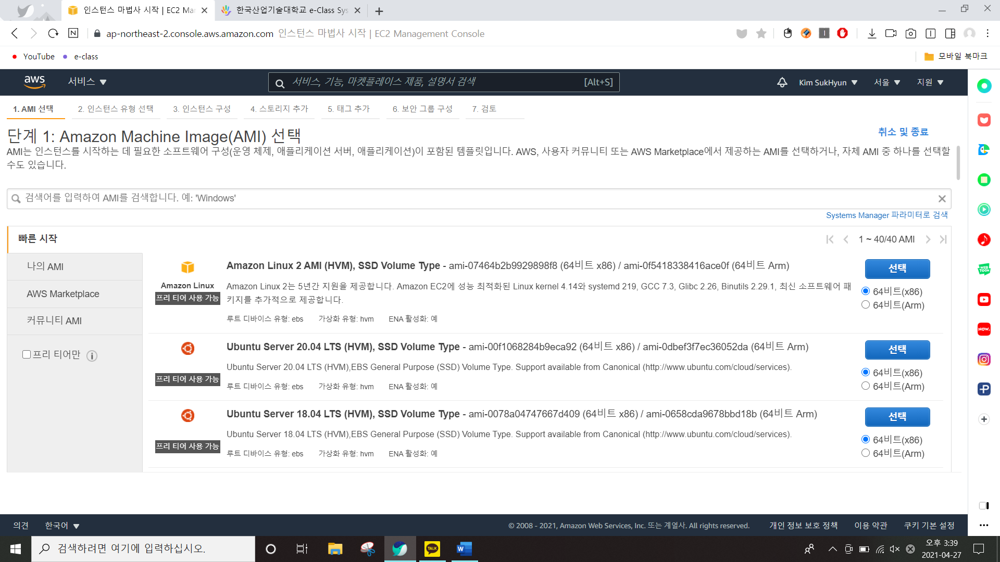 인스턴스 마법사 시작 | EC2 Ma
한국산업기술대학교 e-Class Sys
ap-northeast-2.console.aws.amazon.com 인스턴스 마법사 시작 | EC2 Management Console
YouTube
e-class
모바일 북마크
aws
서비스
서비스, 기능, 마켓플레이스 제품, 설명서 검색
[Alt+S]
Kim SukHyun
서울
지원
1. AMI 선택
2. 인스턴스 유형 선택
3. 인스턴스 구성
4. 스토리지 추가
5. 태그 추가
6. 보안 그룹 구성
7. 검토
단계 1: Amazon Machine Image(AMI) 선택
취소 및 종료
AMI는 인스턴스를 시작하는 데 필요한 소프트웨어 구성(운영 체제, 애플리케이션 서버, 애플리케이션)이 포함된 템플릿입니다. AWS, 사용자 커뮤니티 또는 AWS Marketplace에서 제공하는 AMI를 선택하거나, 자체 AMI 중 하나를 선택할
수도 있습니다.
검색어를 입력하여 AMI를 검색합니다. 예: 'Windows'
Systems Manager 파라미터로 검색
빠른 시작
1 ~ 40/40 AMI
나의 AMI
AWS Marketplace
커뮤니티 AMI
프리 티어만
Amazon Linux
프리 티어 사용 가능
Amazon Linux 2 AMI (HVM), SSD Volume Type - ami-07464b2b9929898f8 (64비트 x86) / ami-0f5418338416ace0f (64비트 Arm)
Amazon Linux 2는 5년간 지원을 제공합니다. Amazon EC2에 성능 최적화된 Linux kernel 4.14와 systemd 219, GCC 7.3, Glibc 2.26, Binutils 2.29.1, 최신 소프트웨어 패
키지를 추가적으로 제공합니다.
루트 디바이스 유형: ebs 가상화 유형: hvm ENA 활성화: 예
선택
64비트(x86)
64비트(Arm)
프리 티어 사용 가능
Ubuntu Server 20.04 LTS (HVM), SSD Volume Type - ami-00f1068284b9eca92 (64비트 x86) / ami-0dbef3f7ec36052da (64비트 Arm)
Ubuntu Server 20.04 LTS (HVM),EBS General Purpose (SSD) Volume Type. Support available from Canonical (http://www.ubuntu.com/cloud/services).
루트 디바이스 유형: ebs 가상화 유형: hvm ENA 활성화: 예
선택
64비트(x86)
64비트(Arm)
프리 티어 사용 가능
Ubuntu Server 18.04 LTS (HVM), SSD Volume Type - ami-0078a04747667d409 (64비트 x86) / ami-0658cda9678bbd18b (64비트 Arm)
Ubuntu Server 18.04 LTS (HVM),EBS General Purpose (SSD) Volume Type. Support available from Canonical (http://www.ubuntu.com/cloud/services).
루트 디바이스 유형: ebs 가상화 유형: hvm ENA 활성화: 예
선택
64비트(x86)
64비트(Arm)
WEB
TOON
NOW.
의견
한국어
© 2008 - 2021, Amazon Web Services, Inc. 또는 계열사. All rights reserved.
개인 정보 보호 정책
이용 약관
쿠키 기본 설정
검색하려면 여기에 입력하십시오.
TALK
W
오후 3:39
2021-04-27